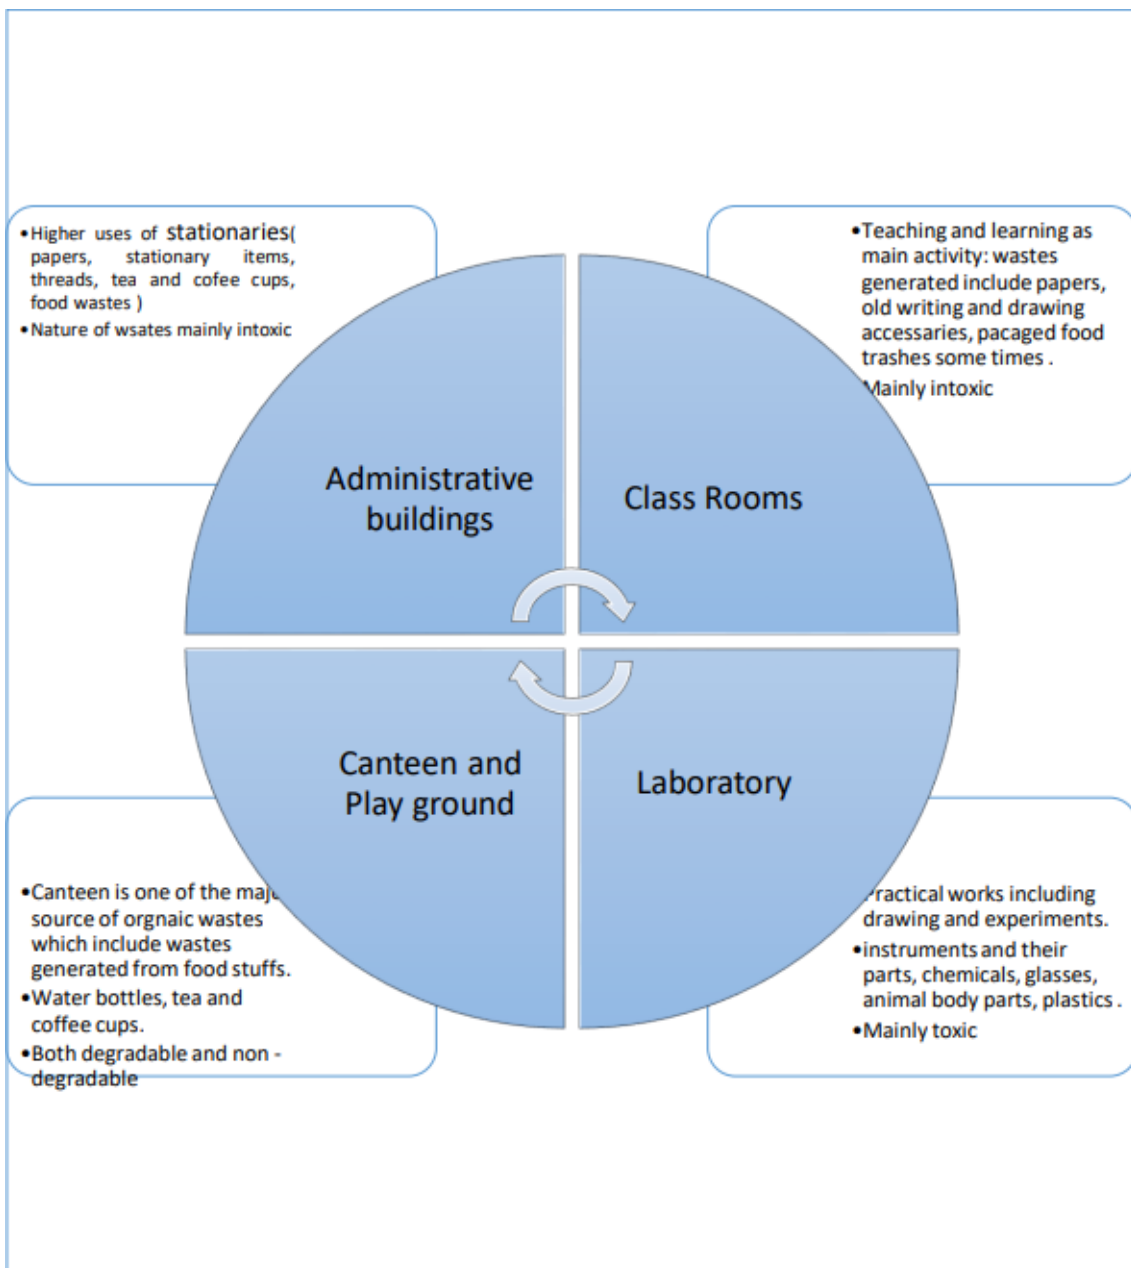 •Higher uses of stationaries(
papers, stationary items,
threads, tea and cofee cups,
food wastes )
•Nature of wsates mainly intoxic
•Teaching and learning as
main activity: wastes
generated include papers,
old writing and drawing
accessaries, pacaged food
trashes some times .
Mainly intoxic
Administrative
buildings
Class Rooms
Canteen and
Play ground
Laboratory
•Canteen is one of the
source of orgnaic wastes
which include wastes
generated from food stuffs.
•Water bottles, tea and
coffee cups.
•Both degradable and non -
degradable
Practical works including
drawing and experiments.
•instruments and their
parts, chemicals, glasses,
animal body parts, plastics .
•Mainly toxic